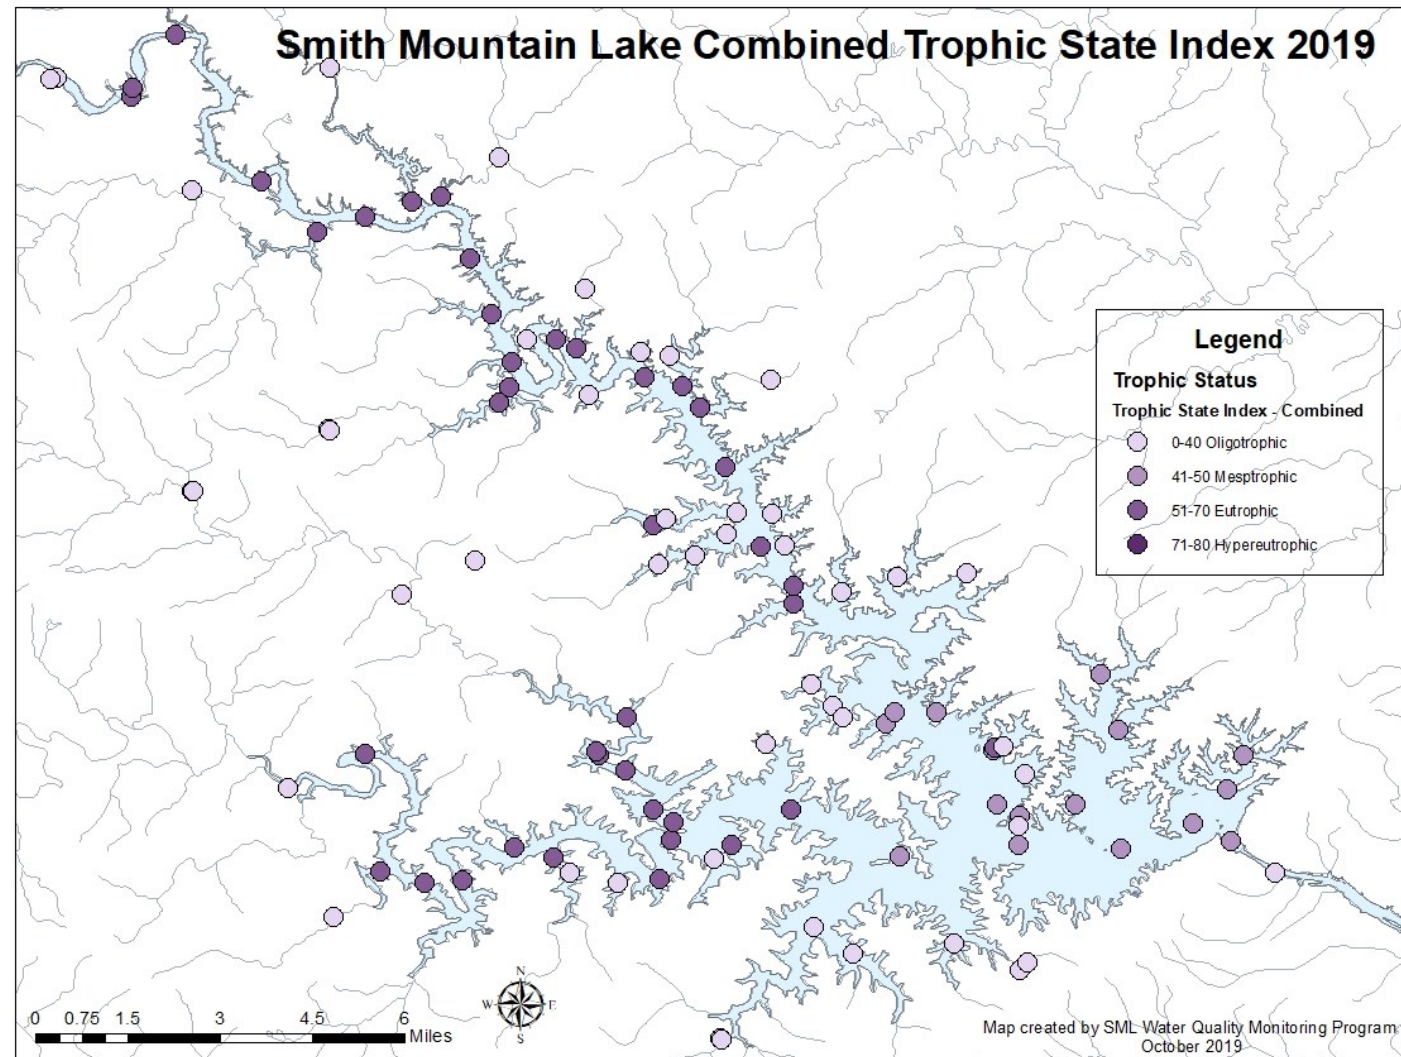 Smith Mountain Lake Combined Trophic State Index 2019
Legend
Trophic Status
Trophic State Index - Combined
0-40 Oligotrophic
41-50 Mesptrophic
51-70 Eutrophic
71-80 Hypereutrophic
N
W E
S
0 0.75 1.5 3 4.5 6
Miles
Map created by SML Water Quality Monitoring Program
October 2019